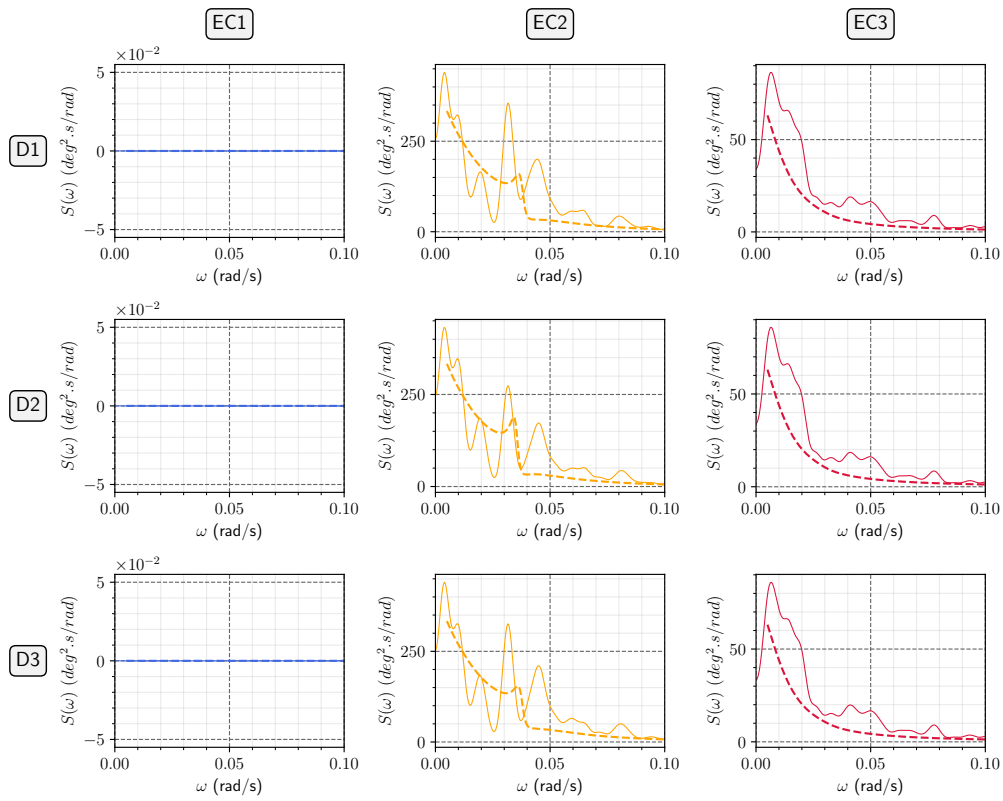 EC1 EC2 EC3
D1
×10⁻²
S(ω) (deg².s/rad)
5
0
−5
0.00 0.05 0.10
ω (rad/s)
S(ω) (deg².s/rad)
250
0
0.00 0.05 0.10
ω (rad/s)
S(ω) (deg².s/rad)
50
0
0.00 0.05 0.10
ω (rad/s)
D2
×10⁻²
S(ω) (deg².s/rad)
5
0
−5
0.00 0.05 0.10
ω (rad/s)
S(ω) (deg².s/rad)
250
0
0.00 0.05 0.10
ω (rad/s)
S(ω) (deg².s/rad)
50
0
0.00 0.05 0.10
ω (rad/s)
D3
×10⁻²
S(ω) (deg².s/rad)
5
0
−5
0.00 0.05 0.10
ω (rad/s)
S(ω) (deg².s/rad)
250
0
0.00 0.05 0.10
ω (rad/s)
S(ω) (deg².s/rad)
50
0
0.00 0.05 0.10
ω (rad/s)